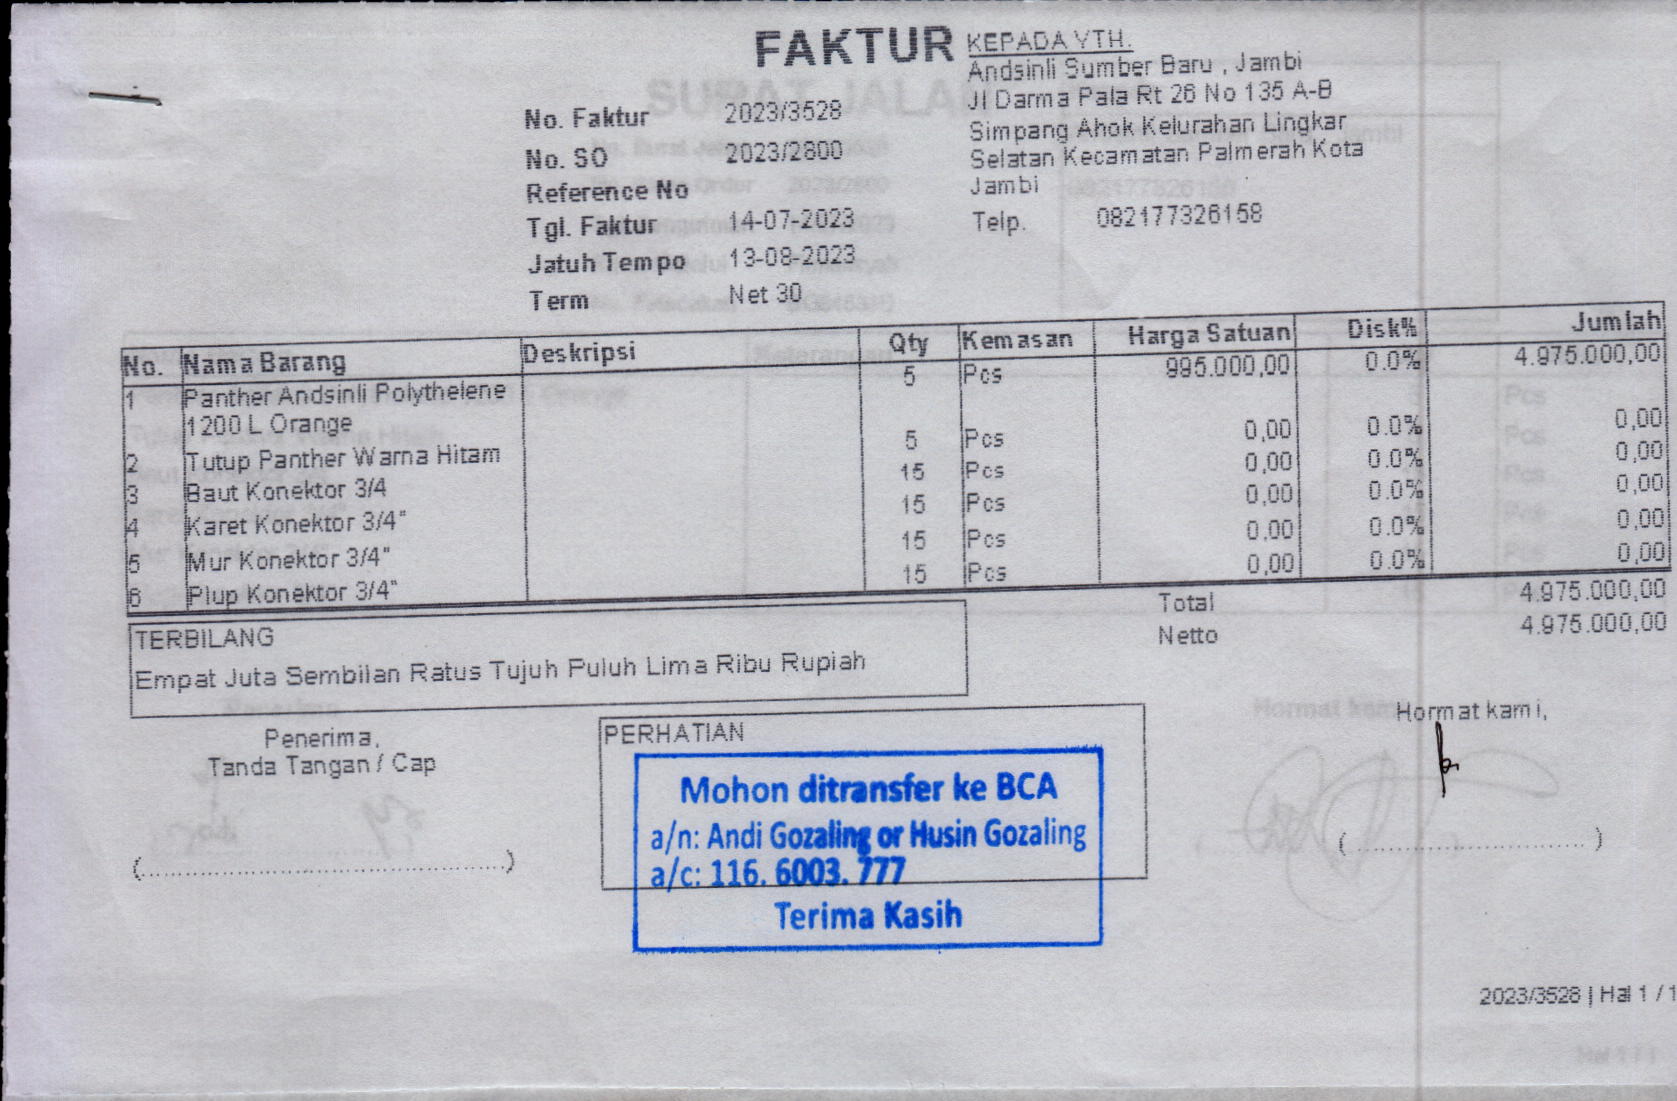 FAKTUR
KEPADA YTH.
Andsinli Sumber Baru , Jambi
Jl Darma Pala Rt 26 No 135 A-B
Simpang Ahok Kelurahan Lingkar
Selatan Kecamatan Palmerah Kota
Jambi
Telp. 082177326158
No. Faktur 2023/3528
No. SO 2023/2800
Reference No
Tgl. Faktur 14-07-2023
Jatuh Tempo 13-08-2023
Term Net 30
No. Nama Barang Deskripsi Qty Kemasan Harga Satuan Disk% Jumlah
1 Panther Andsinli Polythelene 5 Pcs 995.000,00 0.0% 4.975.000,00
1200 L Orange
2 Tutup Panther Warna Hitam 5 Pcs 0,00 0.0% 0,00
3 Baut Konektor 3/4 15 Pcs 0,00 0.0% 0,00
4 Karet Konektor 3/4" 15 Pcs 0,00 0.0% 0,00
5 Mur Konektor 3/4" 15 Pcs 0,00 0.0% 0,00
6 Plup Konektor 3/4" 15 Pcs 0,00 0.0% 0,00
Total 4.975.000,00
Netto 4.975.000,00
TERBILANG
Empat Juta Sembilan Ratus Tujuh Puluh Lima Ribu Rupiah
Penerima,
Tanda Tangan / Cap
(..............................)
PERHATIAN
Mohon ditransfer ke BCA
a/n: Andi Gozaling or Husin Gozaling
a/c: 116. 6003. 777
Terima Kasih
Hormat kami,
(..............................)
2023/3528 | Hal 1 / 1